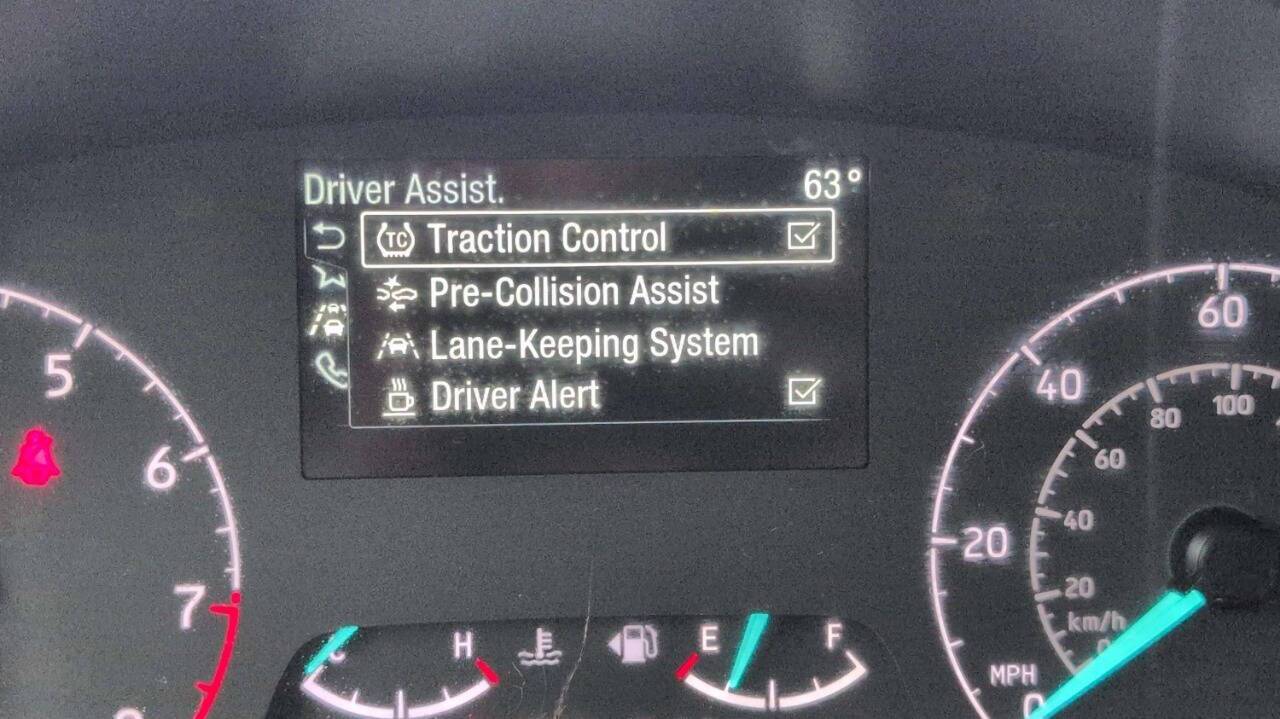 Driver Assist. 63°
TC Traction Control
Pre-Collision Assist
Lane-Keeping System
Driver Alert
5
6
7
H
E
F
60
40
20
0
MPH
100
80
60
40
20
km/h